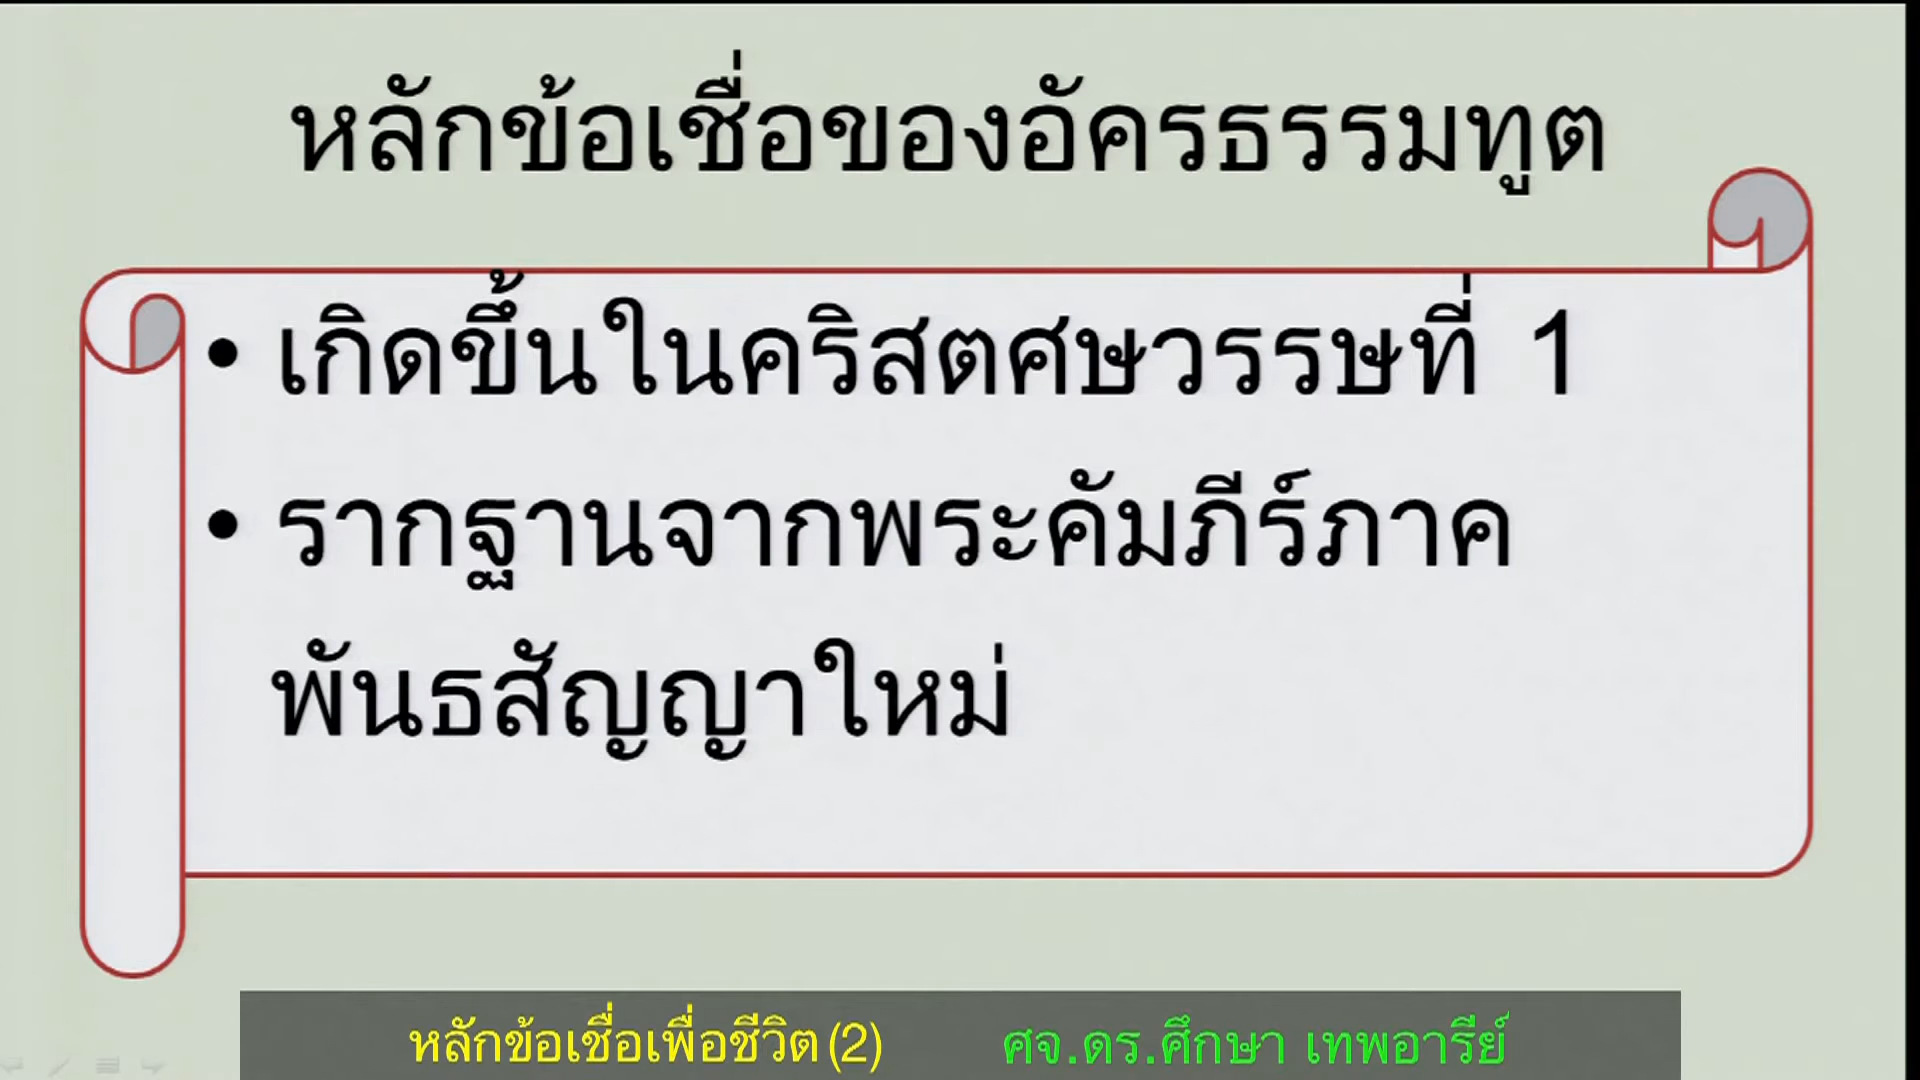 หลักข้อเชื่อของอัครธรรมทูต
• เกิดขึ้นในคริสตศษวรรษที่ 1
• รากฐานจากพระคัมภีร์ภาค
พันธสัญญาใหม่
หลักข้อเชื่อเพื่อชีวิต(2) ศจ.ดร.ศึกษา เทพอารีย์